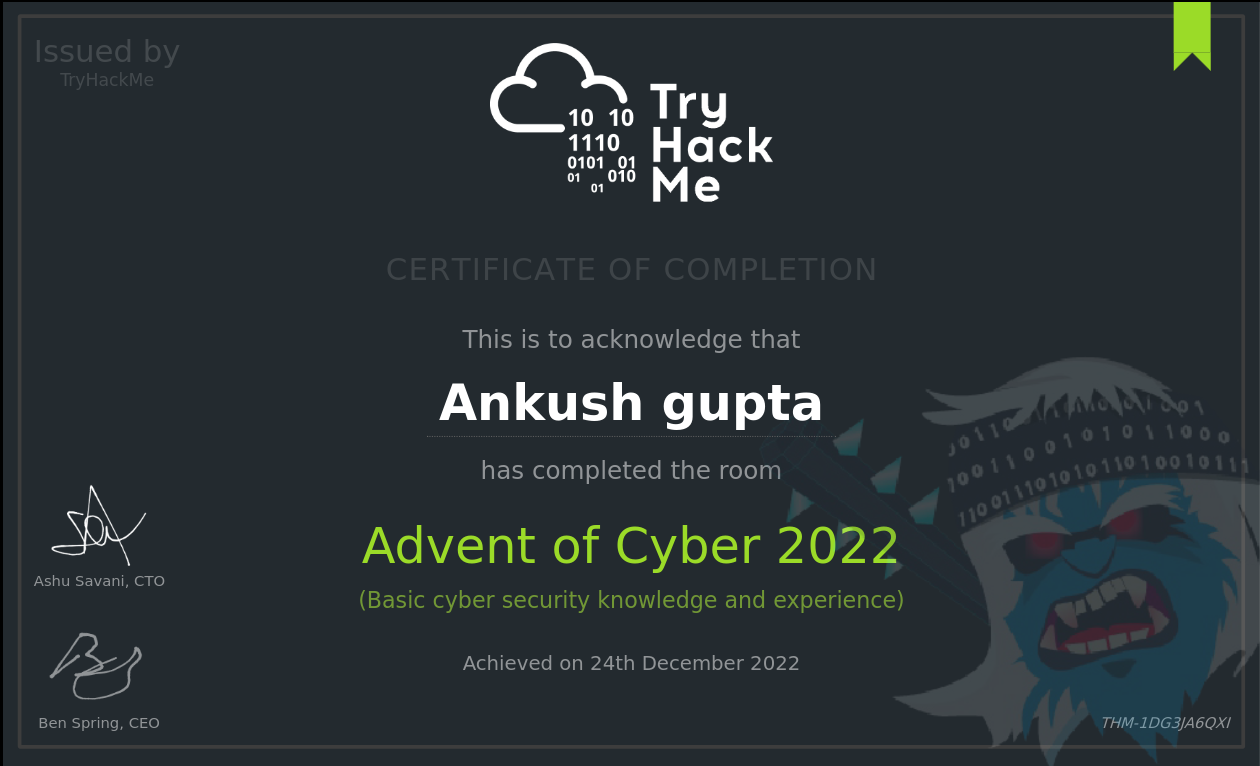 Issued by
TryHackMe
10 10
1110
0101 01
01 010
01
Try
Hack
Me
CERTIFICATE OF COMPLETION
This is to acknowledge that
Ankush gupta
has completed the room
Advent of Cyber 2022
(Basic cyber security knowledge and experience)
Achieved on 24th December 2022
Ashu Savani, CTO
Ben Spring, CEO
THM-1DG3JA6QXI